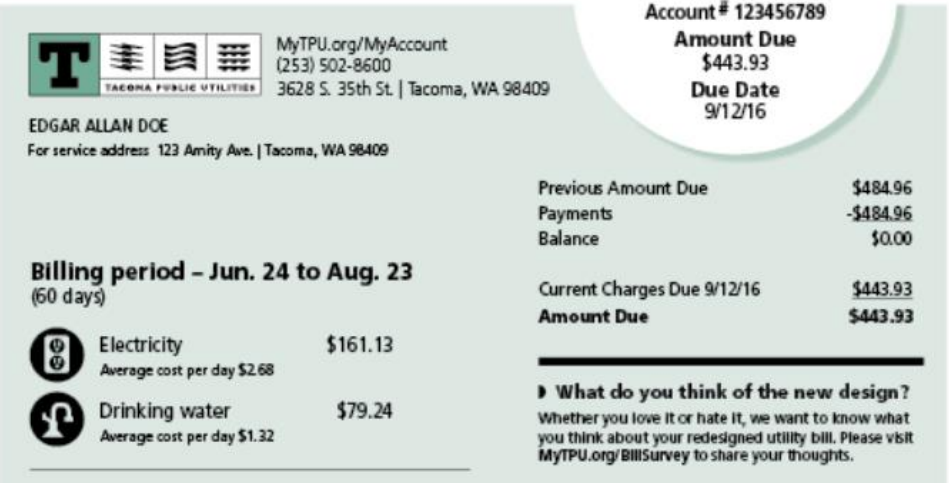 Account # 123456789
Amount Due
$443.93
Due Date
9/12/16
T
TACOMA PUBLIC UTILITIES
MyTPU.org/MyAccount
(253) 502-8600
3628 S. 35th St. | Tacoma, WA 98409
EDGAR ALLAN DOE
For service address 123 Amity Ave. | Tacoma, WA 98409
Previous Amount Due $484.96
Payments -$484.96
Balance $0.00
Current Charges Due 9/12/16 $443.93
Amount Due $443.93
Billing period – Jun. 24 to Aug. 23
(60 days)
Electricity $161.13
Average cost per day $2.68
Drinking water $79.24
Average cost per day $1.32
What do you think of the new design?
Whether you love it or hate it, we want to know what
you think about your redesigned utility bill. Please visit
MyTPU.org/BillSurvey to share your thoughts.